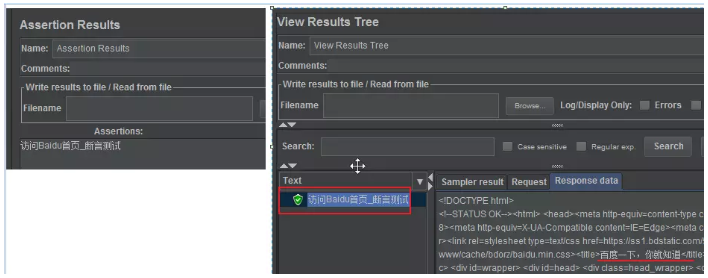 Assertion Results
Name: Assertion Results
Comments:
Write results to file / Read from file
Filename
Assertions:
访问Baidu首页_断言测试
View Results Tree
Name: View Results Tree
Comments:
Write results to file / Read from file
Filename
Browse... Log/Display Only: Errors
Search: Case sensitive Regular exp. Search
Text
访问Baidu首页_断言测试
Sampler result Request Response data
<!DOCTYPE html>
<!--STATUS OK--><html> <head><meta http-equiv=content-type c
8><meta http-equiv=X-UA-Compatible content=IE=Edge><meta c
r><link rel=stylesheet type=text/css href=https://ss1.bdstatic.com/
www/cache/bdorz/baidu.min.css><title>百度一下，你就知道</title>
c> <div id=wrapper> <div id=head> <div class=head_wrapper> <